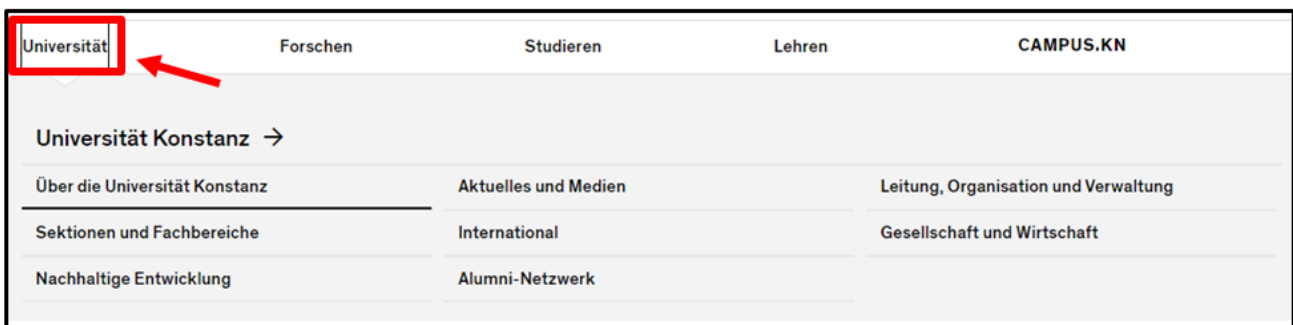 Universität Forschen Studieren Lehren CAMPUS.KN
Universität Konstanz →
Über die Universität Konstanz Aktuelles und Medien Leitung, Organisation und Verwaltung
Sektionen und Fachbereiche International Gesellschaft und Wirtschaft
Nachhaltige Entwicklung Alumni-Netzwerk